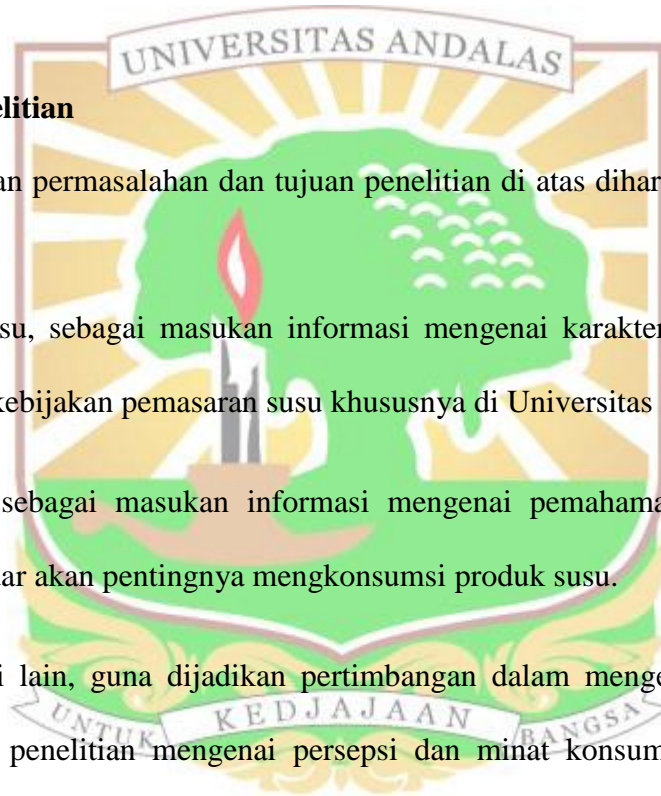 UNIVERSITAS ANDALAS
elitian
an permasalahan dan tujuan penelitian di atas dihar
su, sebagai masukan informasi mengenai karakter
kebijakan pemasaran susu khususnya di Universitas
sebagai masukan informasi mengenai pemahama
ar akan pentingnya mengkonsumsi produk susu.
i lain, guna dijadikan pertimbangan dalam menge
UNTUK KEDJAJAAN BANGSA
penelitian mengenai persepsi dan minat konsum